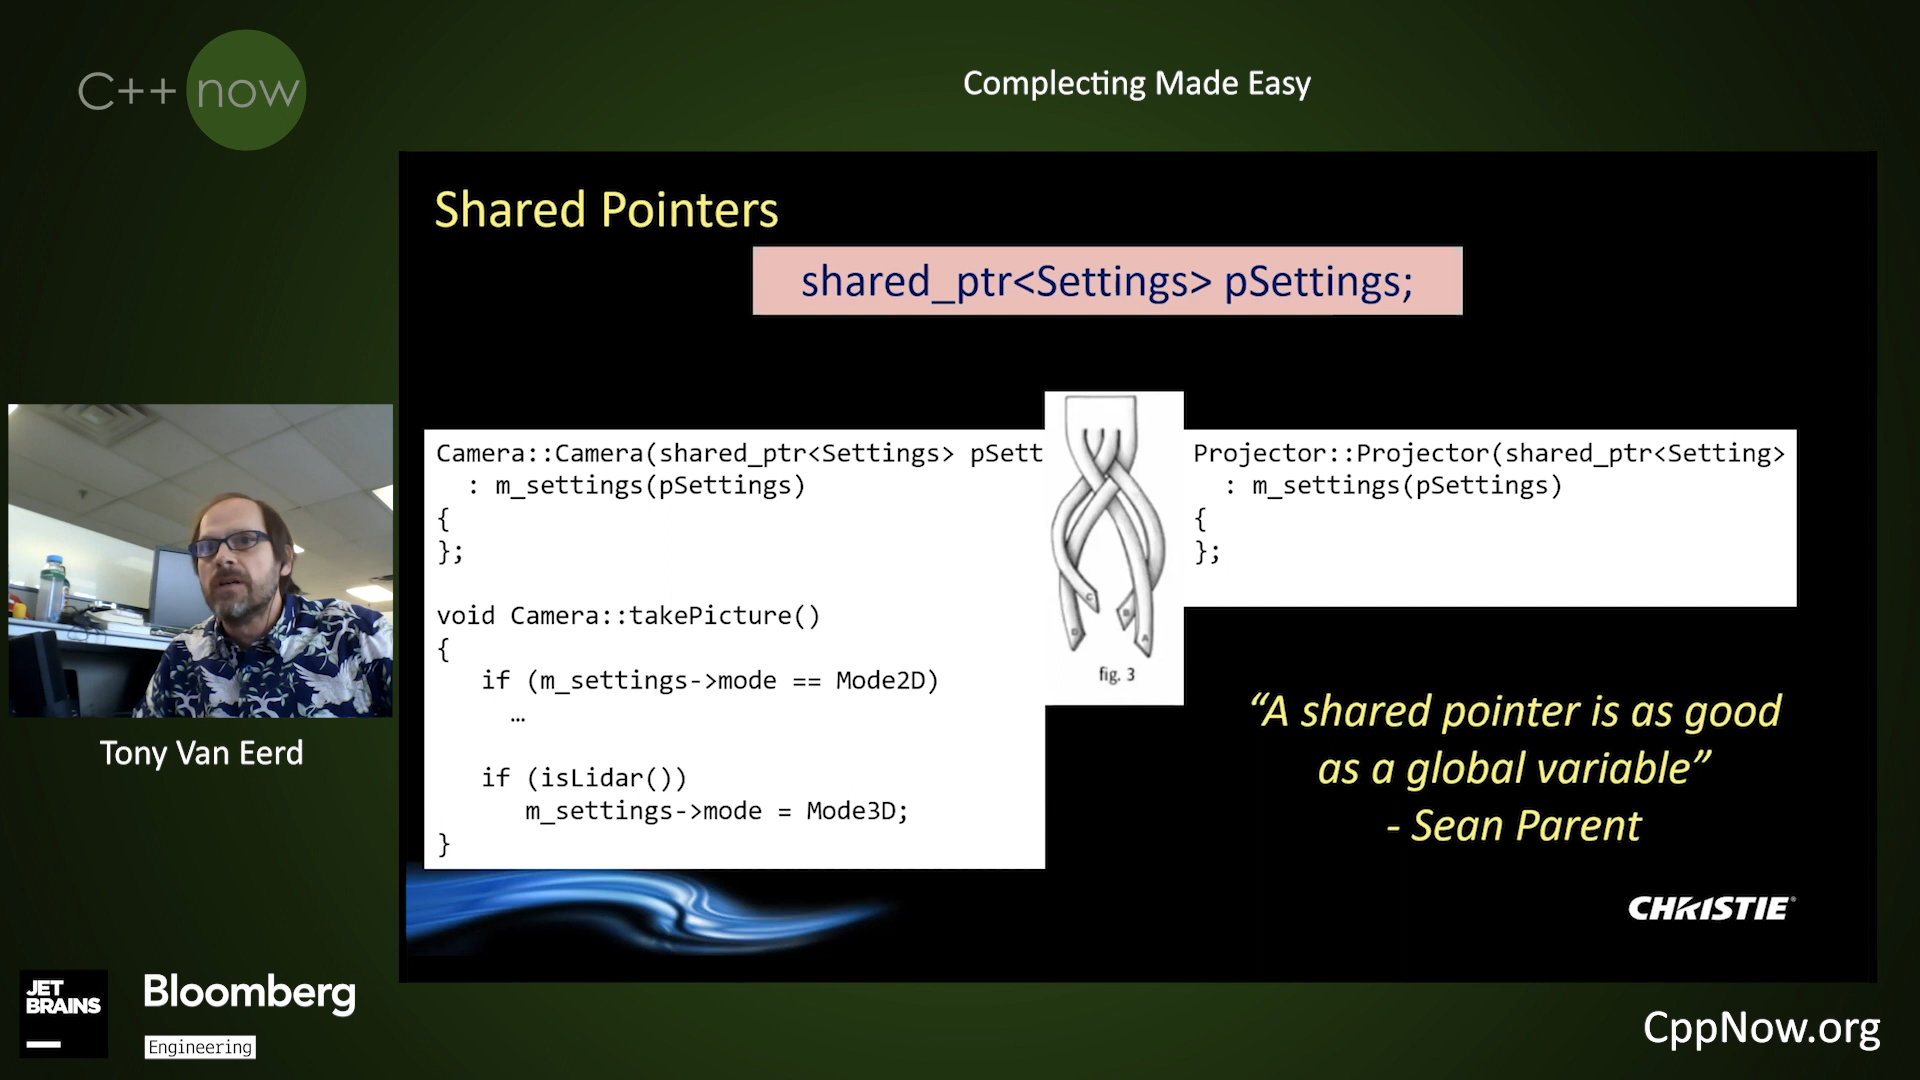 C++ now
Complecting Made Easy
Shared Pointers
shared_ptr<Settings> pSettings;
Camera::Camera(shared_ptr<Settings> pSett
: m_settings(pSettings)
{
};
void Camera::takePicture()
{
if (m_settings->mode == Mode2D)
…
if (isLidar())
m_settings->mode = Mode3D;
}
C
B
D
A
fig. 3
Projector::Projector(shared_ptr<Setting>
: m_settings(pSettings)
{
};
“A shared pointer is as good
as a global variable”
- Sean Parent
CHRISTIE®
Tony Van Eerd
JET
BRAINS
Bloomberg
Engineering
CppNow.org